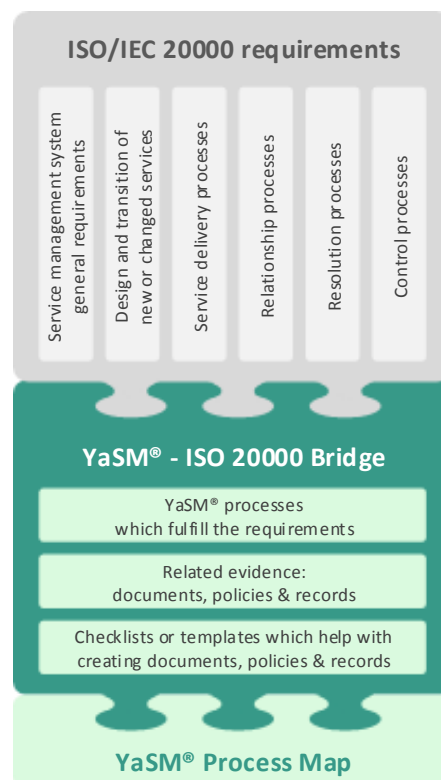 ISO/IEC 20000 requirements
Service management system
general requirements
Design and transition of
new or changed services
Service delivery processes
Relationship processes
Resolution processes
Control processes
YaSM® - ISO 20000 Bridge
YaSM® processes
which fulfill the requirements
Related evidence:
documents, policies & records
Checklists or templates which help with
creating documents, policies & records
YaSM® Process Map